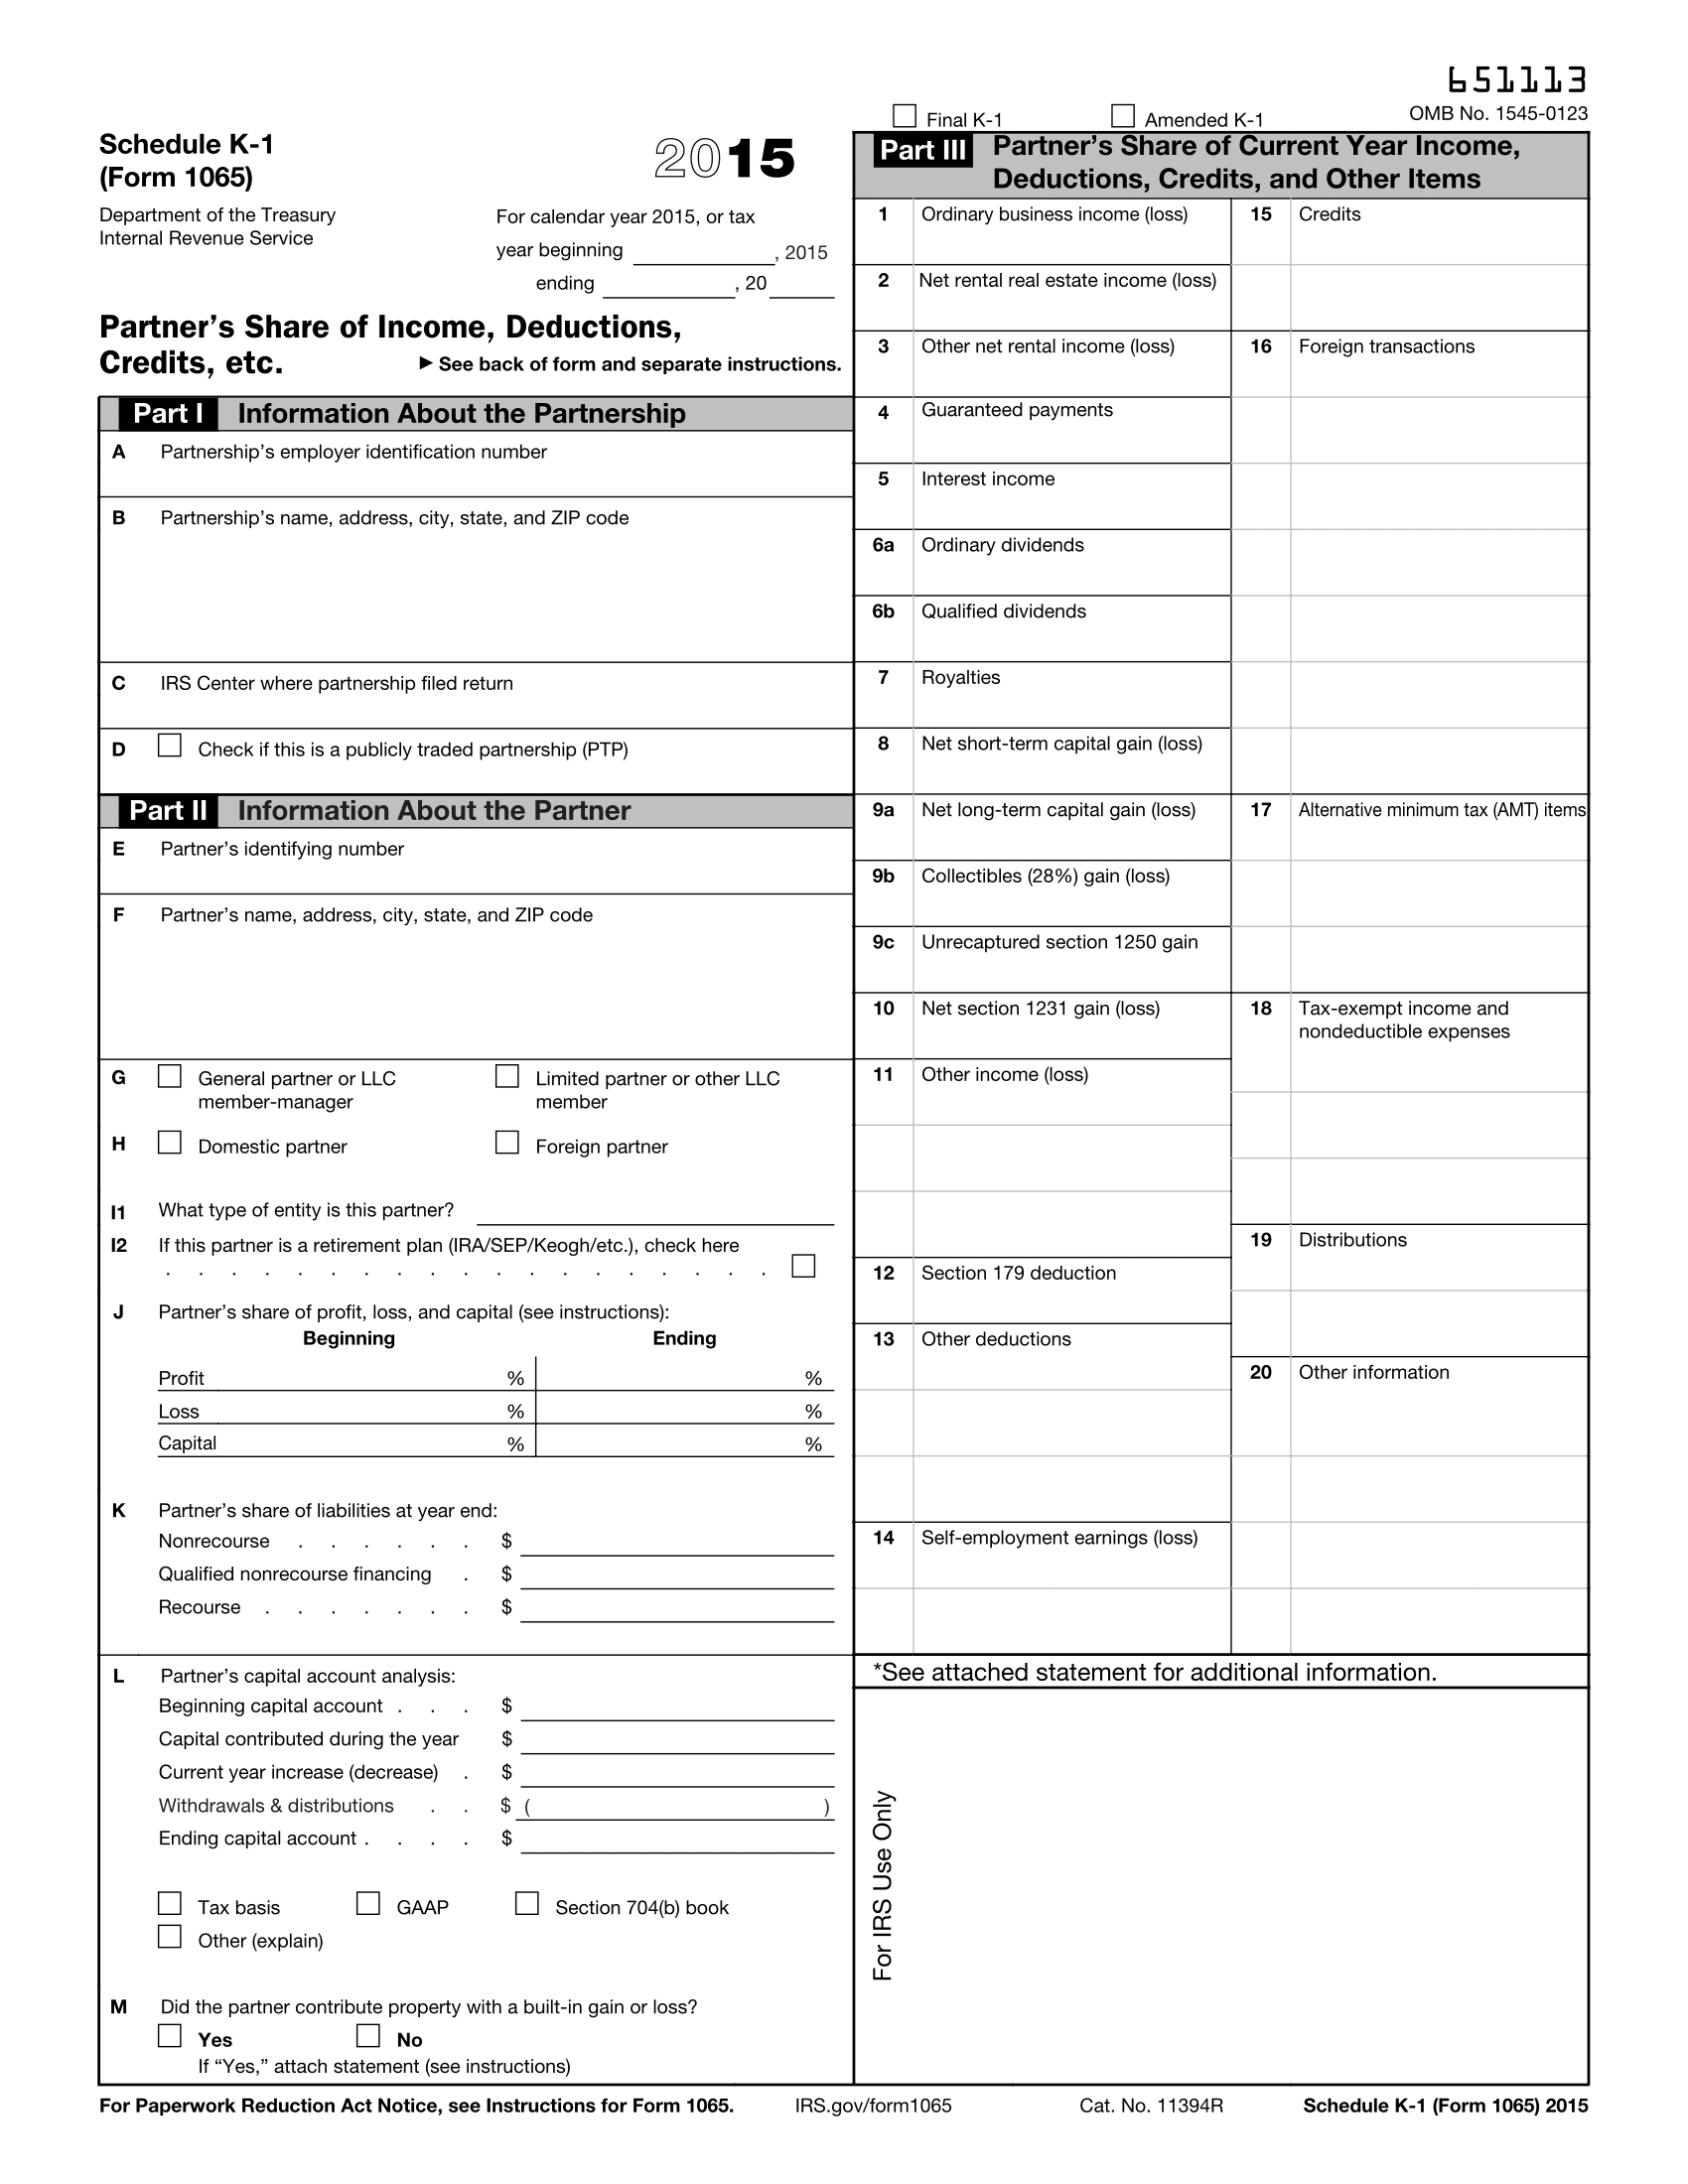 651113
Final K-1
Amended K-1
OMB No. 1545-0123
Schedule K-1
(Form 1065)
2015
Department of the Treasury
Internal Revenue Service
For calendar year 2015, or tax
year beginning , 2015
ending , 20
Partner’s Share of Income, Deductions,
Credits, etc. ► See back of form and separate instructions.
Part I Information About the Partnership
A Partnership’s employer identification number
B Partnership’s name, address, city, state, and ZIP code
C IRS Center where partnership filed return
D Check if this is a publicly traded partnership (PTP)
Part II Information About the Partner
E Partner’s identifying number
F Partner’s name, address, city, state, and ZIP code
G General partner or LLC
member-manager
Limited partner or other LLC
member
H Domestic partner Foreign partner
I1 What type of entity is this partner?
I2 If this partner is a retirement plan (IRA/SEP/Keogh/etc.), check here
. . . . . . . . . . . . . . . . . . .
J Partner’s share of profit, loss, and capital (see instructions):
Beginning Ending
Profit % %
Loss % %
Capital % %
K Partner’s share of liabilities at year end:
Nonrecourse . . . . . . $
Qualified nonrecourse financing . $
Recourse . . . . . . . $
L Partner’s capital account analysis:
Beginning capital account . . . $
Capital contributed during the year $
Current year increase (decrease) . $
Withdrawals & distributions . . $ ( )
Ending capital account . . . . $
Tax basis GAAP Section 704(b) book
Other (explain)
M Did the partner contribute property with a built-in gain or loss?
Yes No
If “Yes,” attach statement (see instructions)
Part III Partner’s Share of Current Year Income,
Deductions, Credits, and Other Items
1 Ordinary business income (loss)
2 Net rental real estate income (loss)
3 Other net rental income (loss)
4 Guaranteed payments
5 Interest income
6a Ordinary dividends
6b Qualified dividends
7 Royalties
8 Net short-term capital gain (loss)
9a Net long-term capital gain (loss)
9b Collectibles (28%) gain (loss)
9c Unrecaptured section 1250 gain
10 Net section 1231 gain (loss)
11 Other income (loss)
12 Section 179 deduction
13 Other deductions
14 Self-employment earnings (loss)
15 Credits
16 Foreign transactions
17 Alternative minimum tax (AMT) items
18 Tax-exempt income and
nondeductible expenses
19 Distributions
20 Other information
*See attached statement for additional information.
For IRS Use Only
For Paperwork Reduction Act Notice, see Instructions for Form 1065. IRS.gov/form1065 Cat. No. 11394R Schedule K-1 (Form 1065) 2015